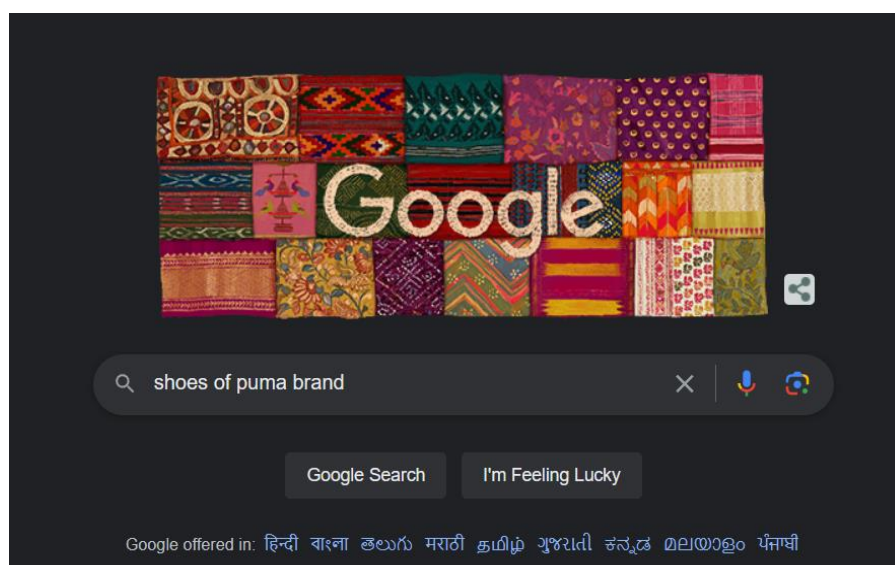 Google
shoes of puma brand
Google Search I'm Feeling Lucky
Google offered in: हिन्दी বাংলা తెలుగు मराठी தமிழ் ગુજરાતી ಕನ್ನಡ മലയാളം ਪੰਜਾਬੀ